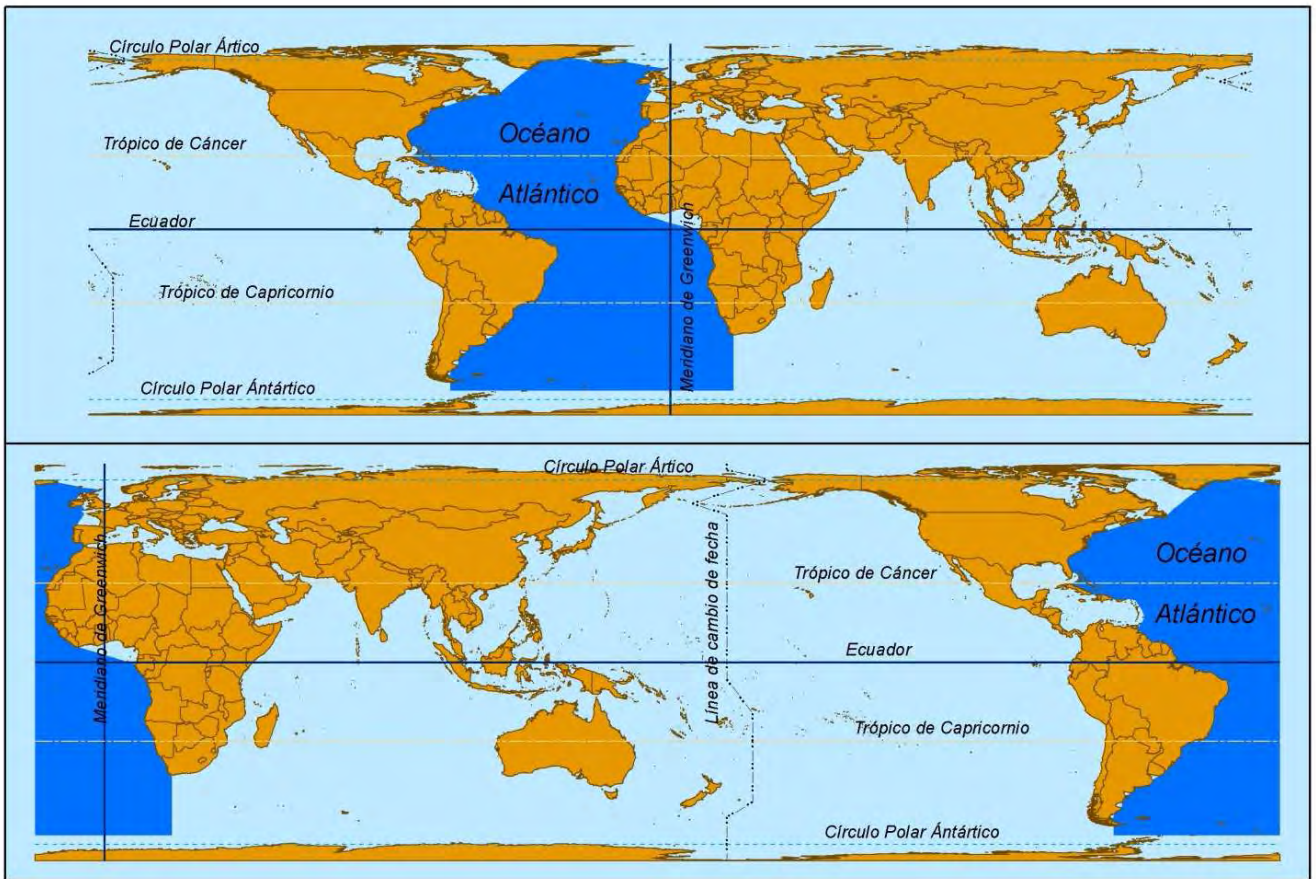 Círculo Polar Ártico
Trópico de Cáncer
Océano
Atlántico
Ecuador
Trópico de Capricornio
Meridiano de Greenwich
Círculo Polar Ántártico
Círculo Polar Ártico
Meridiano de Greenwich
Línea de cambio de fecha
Océano
Trópico de Cáncer
Atlántico
Ecuador
Trópico de Capricornio
Círculo Polar Ántártico